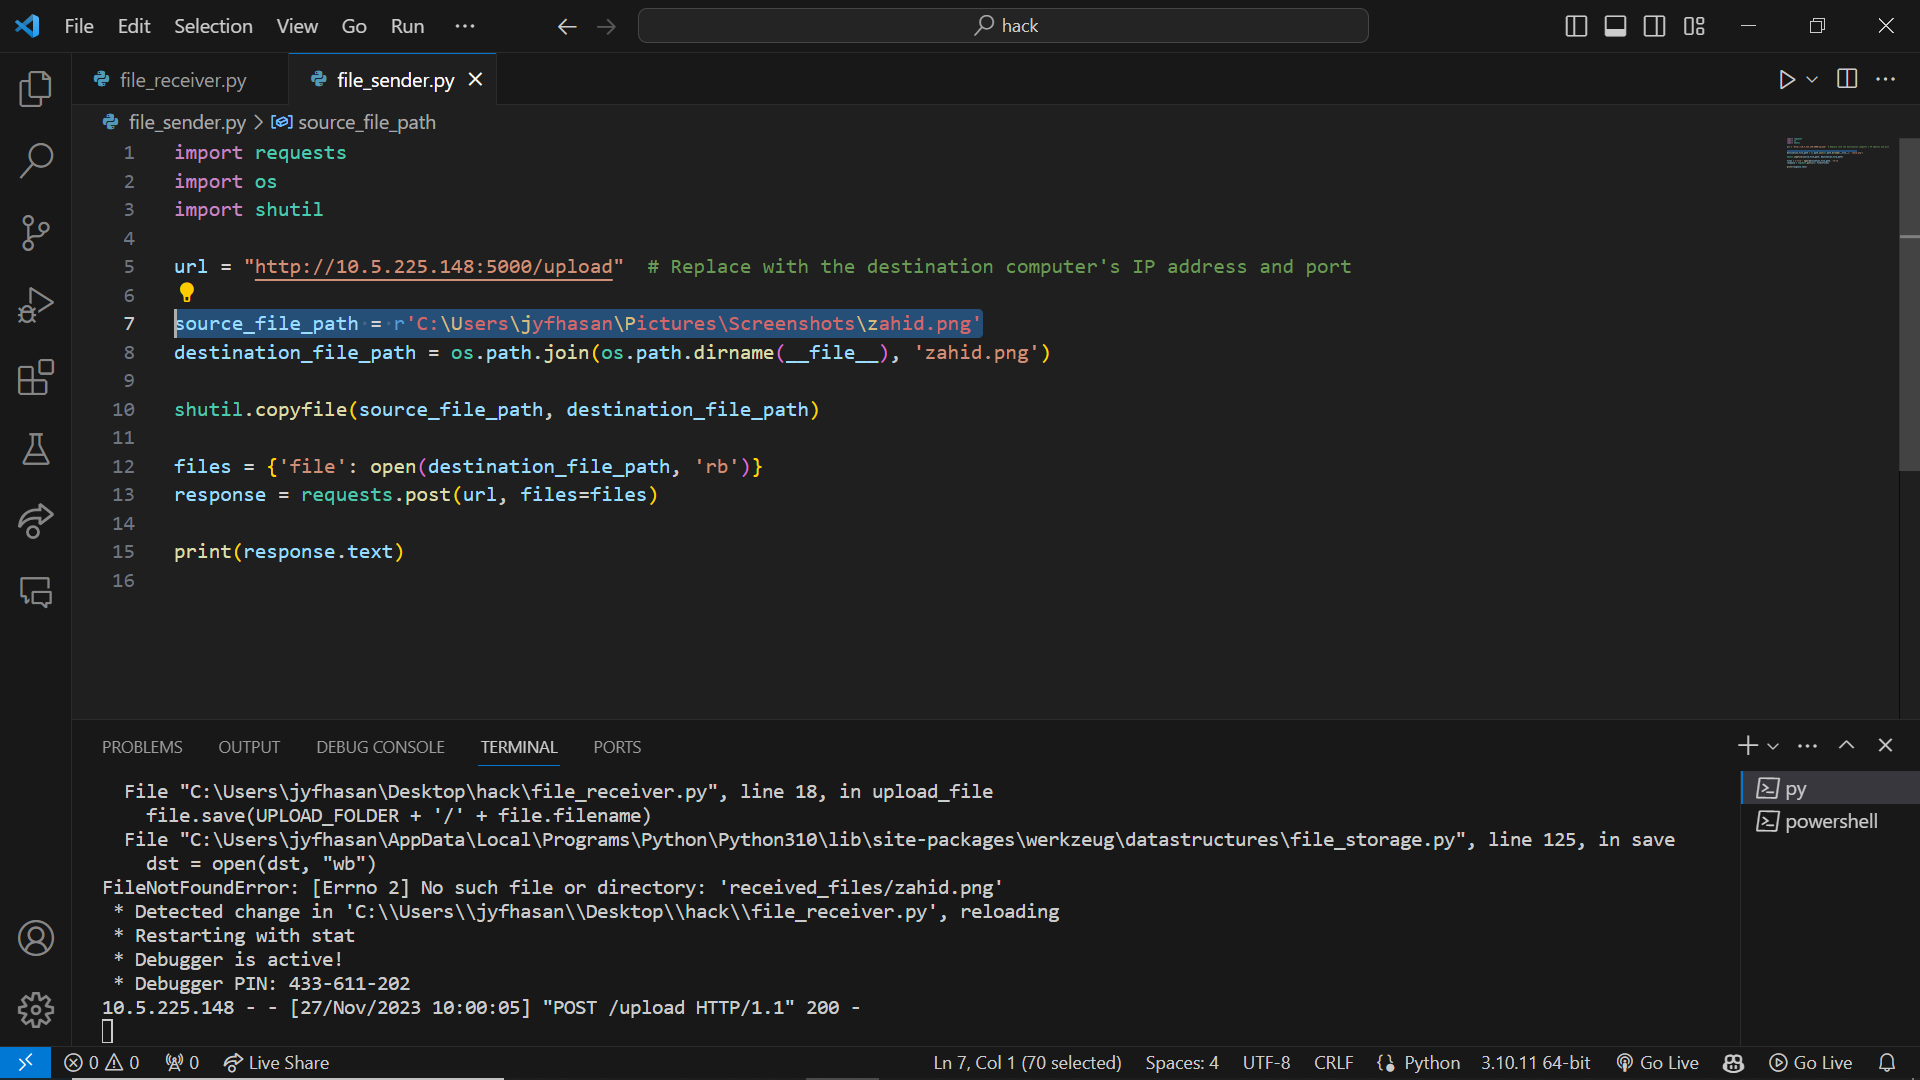 File Edit Selection View Go Run ···
hack
file_receiver.py
file_sender.py
file_sender.py > source_file_path
1 import requests
2 import os
3 import shutil
4
5 url = "http://10.5.225.148:5000/upload"  # Replace with the destination computer's IP address and port
6
7 source_file_path = r'C:\Users\jyfhasan\Pictures\Screenshots\zahid.png'
8 destination_file_path = os.path.join(os.path.dirname(__file__), 'zahid.png')
9
10 shutil.copyfile(source_file_path, destination_file_path)
11
12 files = {'file': open(destination_file_path, 'rb')}
13 response = requests.post(url, files=files)
14
15 print(response.text)
16
PROBLEMS OUTPUT DEBUG CONSOLE TERMINAL PORTS
File "C:\Users\jyfhasan\Desktop\hack\file_receiver.py", line 18, in upload_file
file.save(UPLOAD_FOLDER + '/' + file.filename)
File "C:\Users\jyfhasan\AppData\Local\Programs\Python\Python310\lib\site-packages\werkzeug\datastructures\file_storage.py", line 125, in save
dst = open(dst, "wb")
FileNotFoundError: [Errno 2] No such file or directory: 'received_files/zahid.png'
* Detected change in 'C:\\Users\\jyfhasan\\Desktop\\hack\\file_receiver.py', reloading
* Restarting with stat
* Debugger is active!
* Debugger PIN: 433-611-202
10.5.225.148 - - [27/Nov/2023 10:00:05] "POST /upload HTTP/1.1" 200 -
py
powershell
0 0 0 Live Share Ln 7, Col 1 (70 selected) Spaces: 4 UTF-8 CRLF Python 3.10.11 64-bit Go Live Go Live